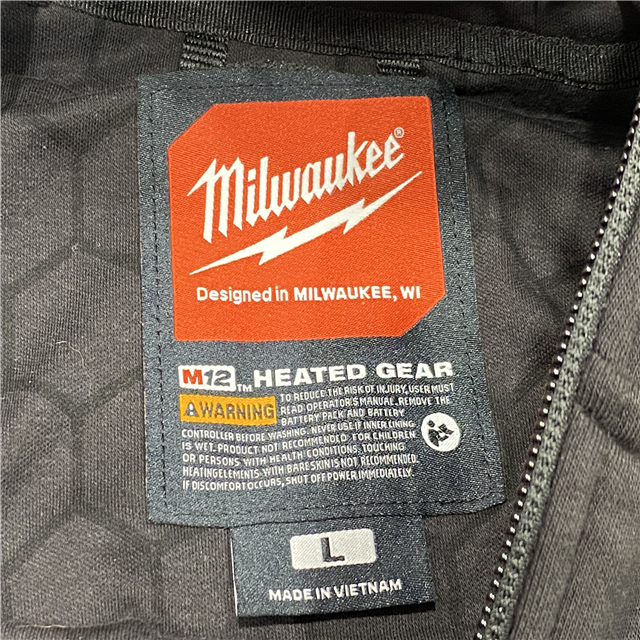 Milwaukee®
Designed in MILWAUKEE, WI
M12™ HEATED GEAR
WARNING TO REDUCE THE RISK OF INJURY, USER MUST
READ OPERATOR'S MANUAL. REMOVE THE
BATTERY PACK AND BATTERY
CONTROLLER BEFORE WASHING. NEVER USE IF INNER LINING
IS WET. PRODUCT NOT RECOMMENDED FOR CHILDREN
OR PERSONS WITH HEALTH CONDITIONS. TOUCHING
HEATING ELEMENTS WITH BARE SKIN IS NOT RECOMMENDED.
IF DISCOMFORT OCCURS, SHUT OFF POWER IMMEDIATELY.
L
MADE IN VIETNAM